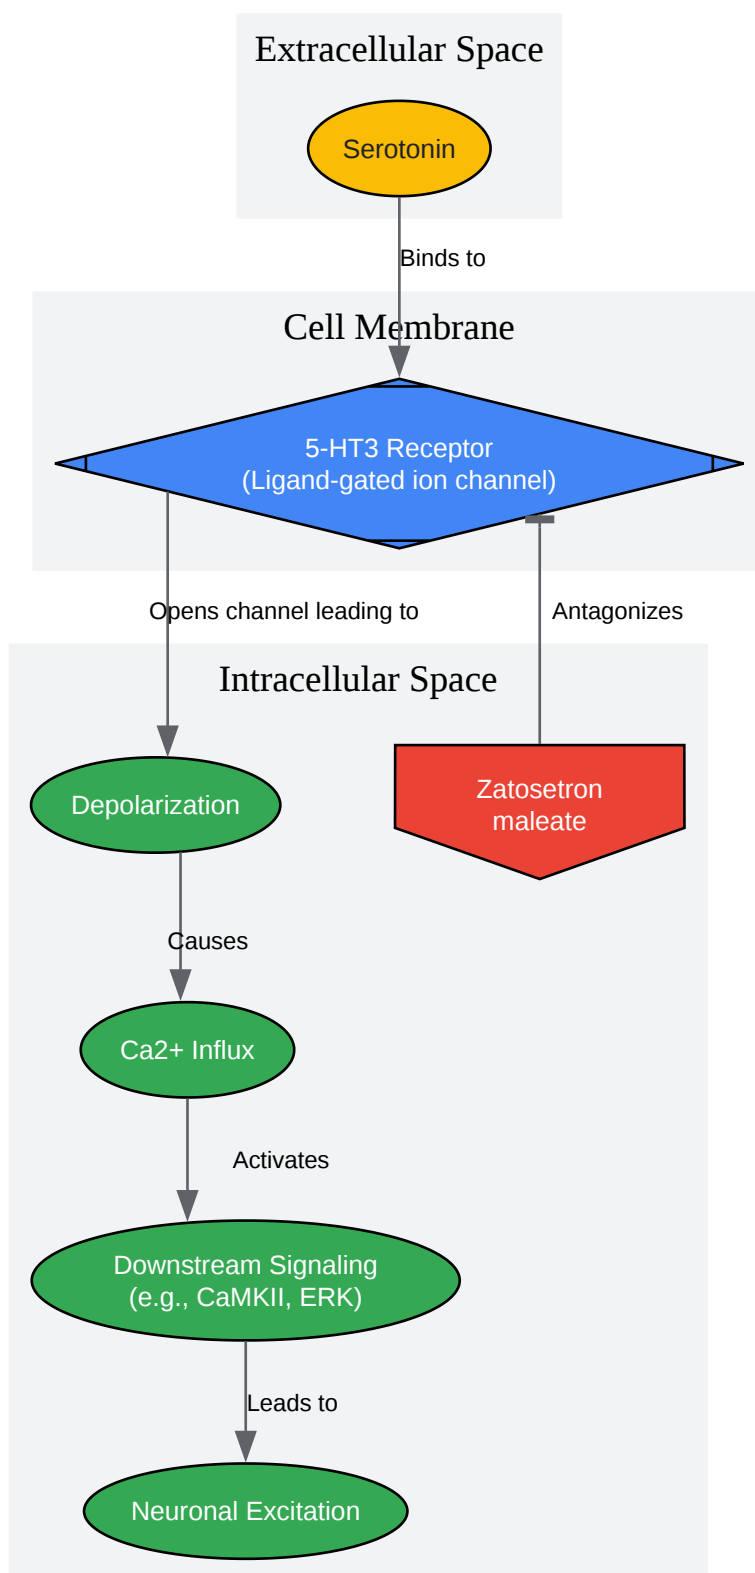 Extracellular Space
Serotonin
Binds to
Cell Membrane
5-HT3 Receptor
(Ligand-gated ion channel)
Opens channel leading to
Antagonizes
Intracellular Space
Zatosetron
maleate
Depolarization
Causes
Ca2+ Influx
Activates
Downstream Signaling
(e.g., CaMKII, ERK)
Leads to
Neuronal Excitation